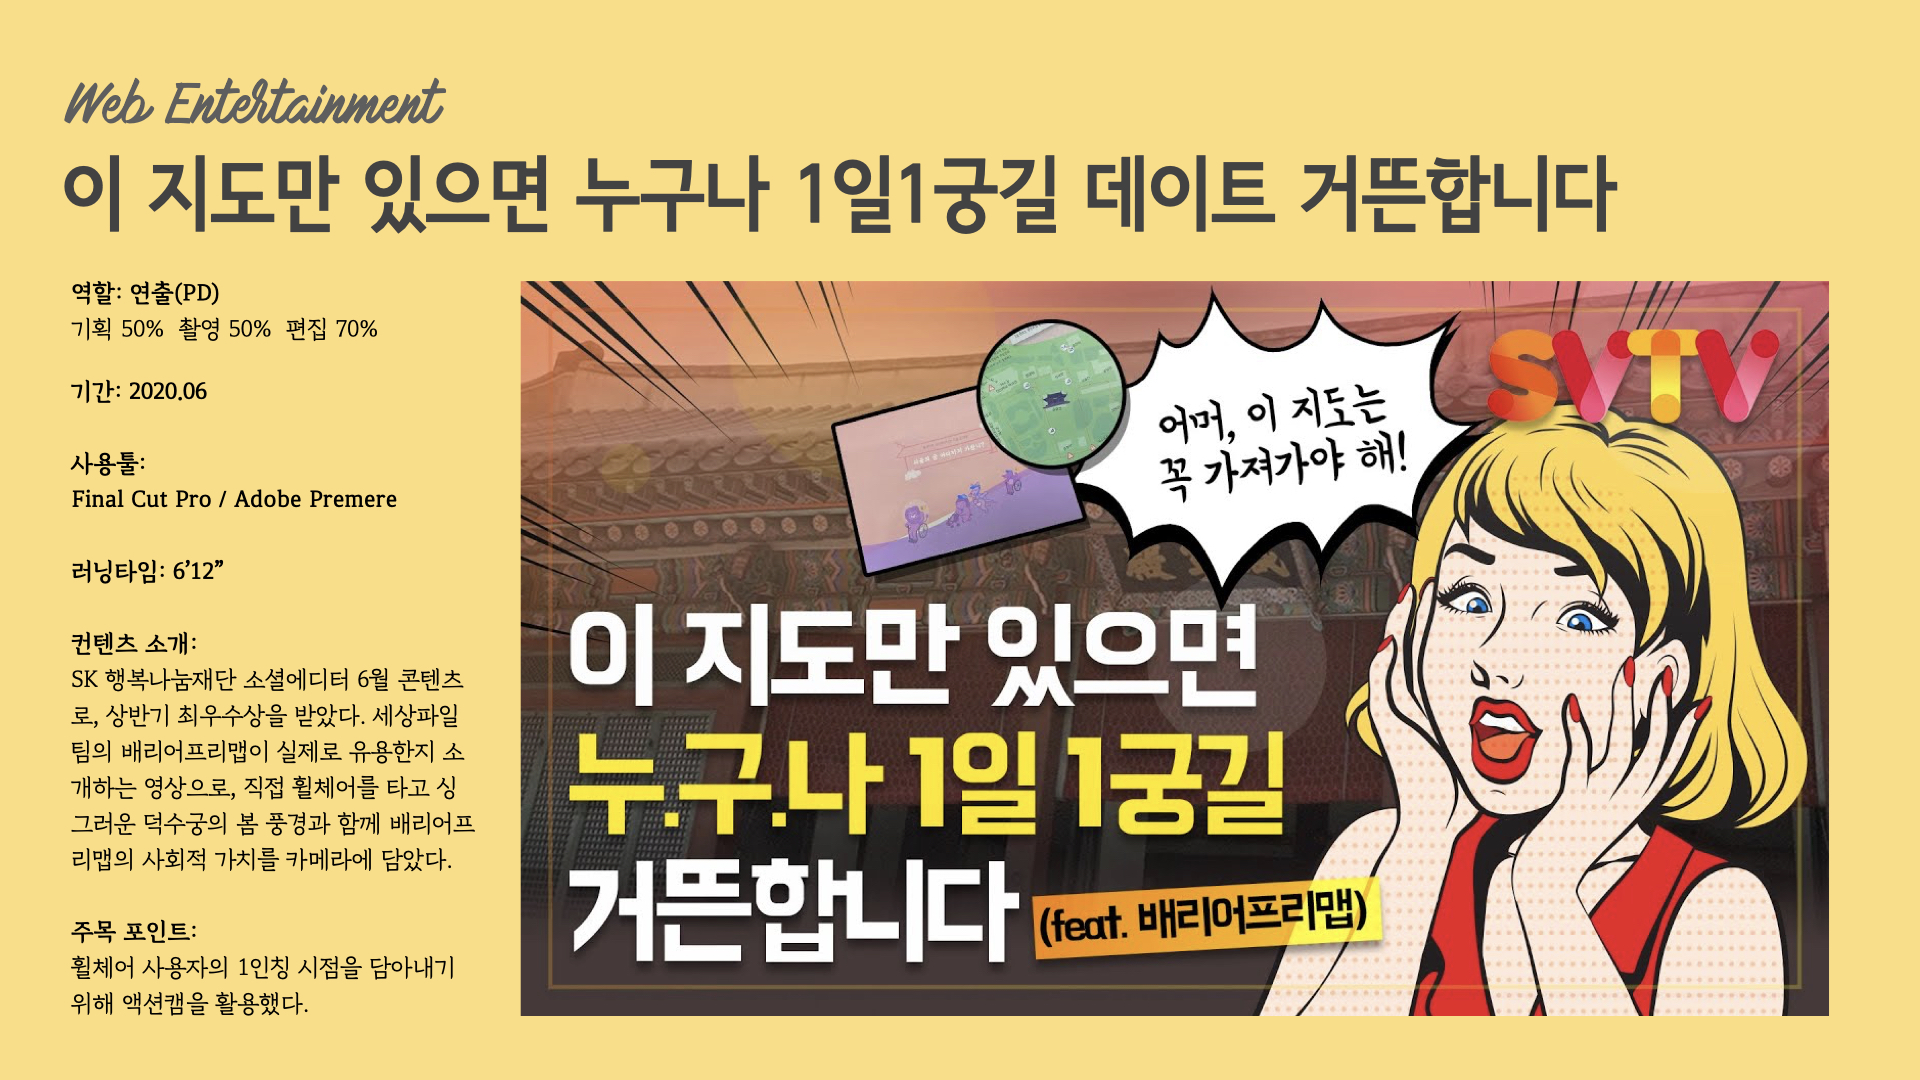 Web Entertainment
이 지도만 있으면 누구나 1일1궁길 데이트 거뜬합니다
역할: 연출(PD)
기획 50% 촬영 50% 편집 70%
기간: 2020.06
사용툴:
Final Cut Pro / Adobe Premere
러닝타임: 6’12”
컨텐츠 소개:
SK 행복나눔재단 소셜에디터 6월 콘텐츠
로, 상반기 최우수상을 받았다. 세상파일
팀의 배리어프리맵이 실제로 유용한지 소
개하는 영상으로, 직접 휠체어를 타고 싱
그러운 덕수궁의 봄 풍경과 함께 배리어프
리맵의 사회적 가치를 카메라에 담았다.
주목 포인트:
휠체어 사용자의 1인칭 시점을 담아내기
위해 액션캠을 활용했다.
SVTV
어머, 이 지도는
꼭 가져가야 해!
이 지도만 있으면
누.구.나 1일 1궁길
거뜬합니다
(feat. 배리어프리맵)